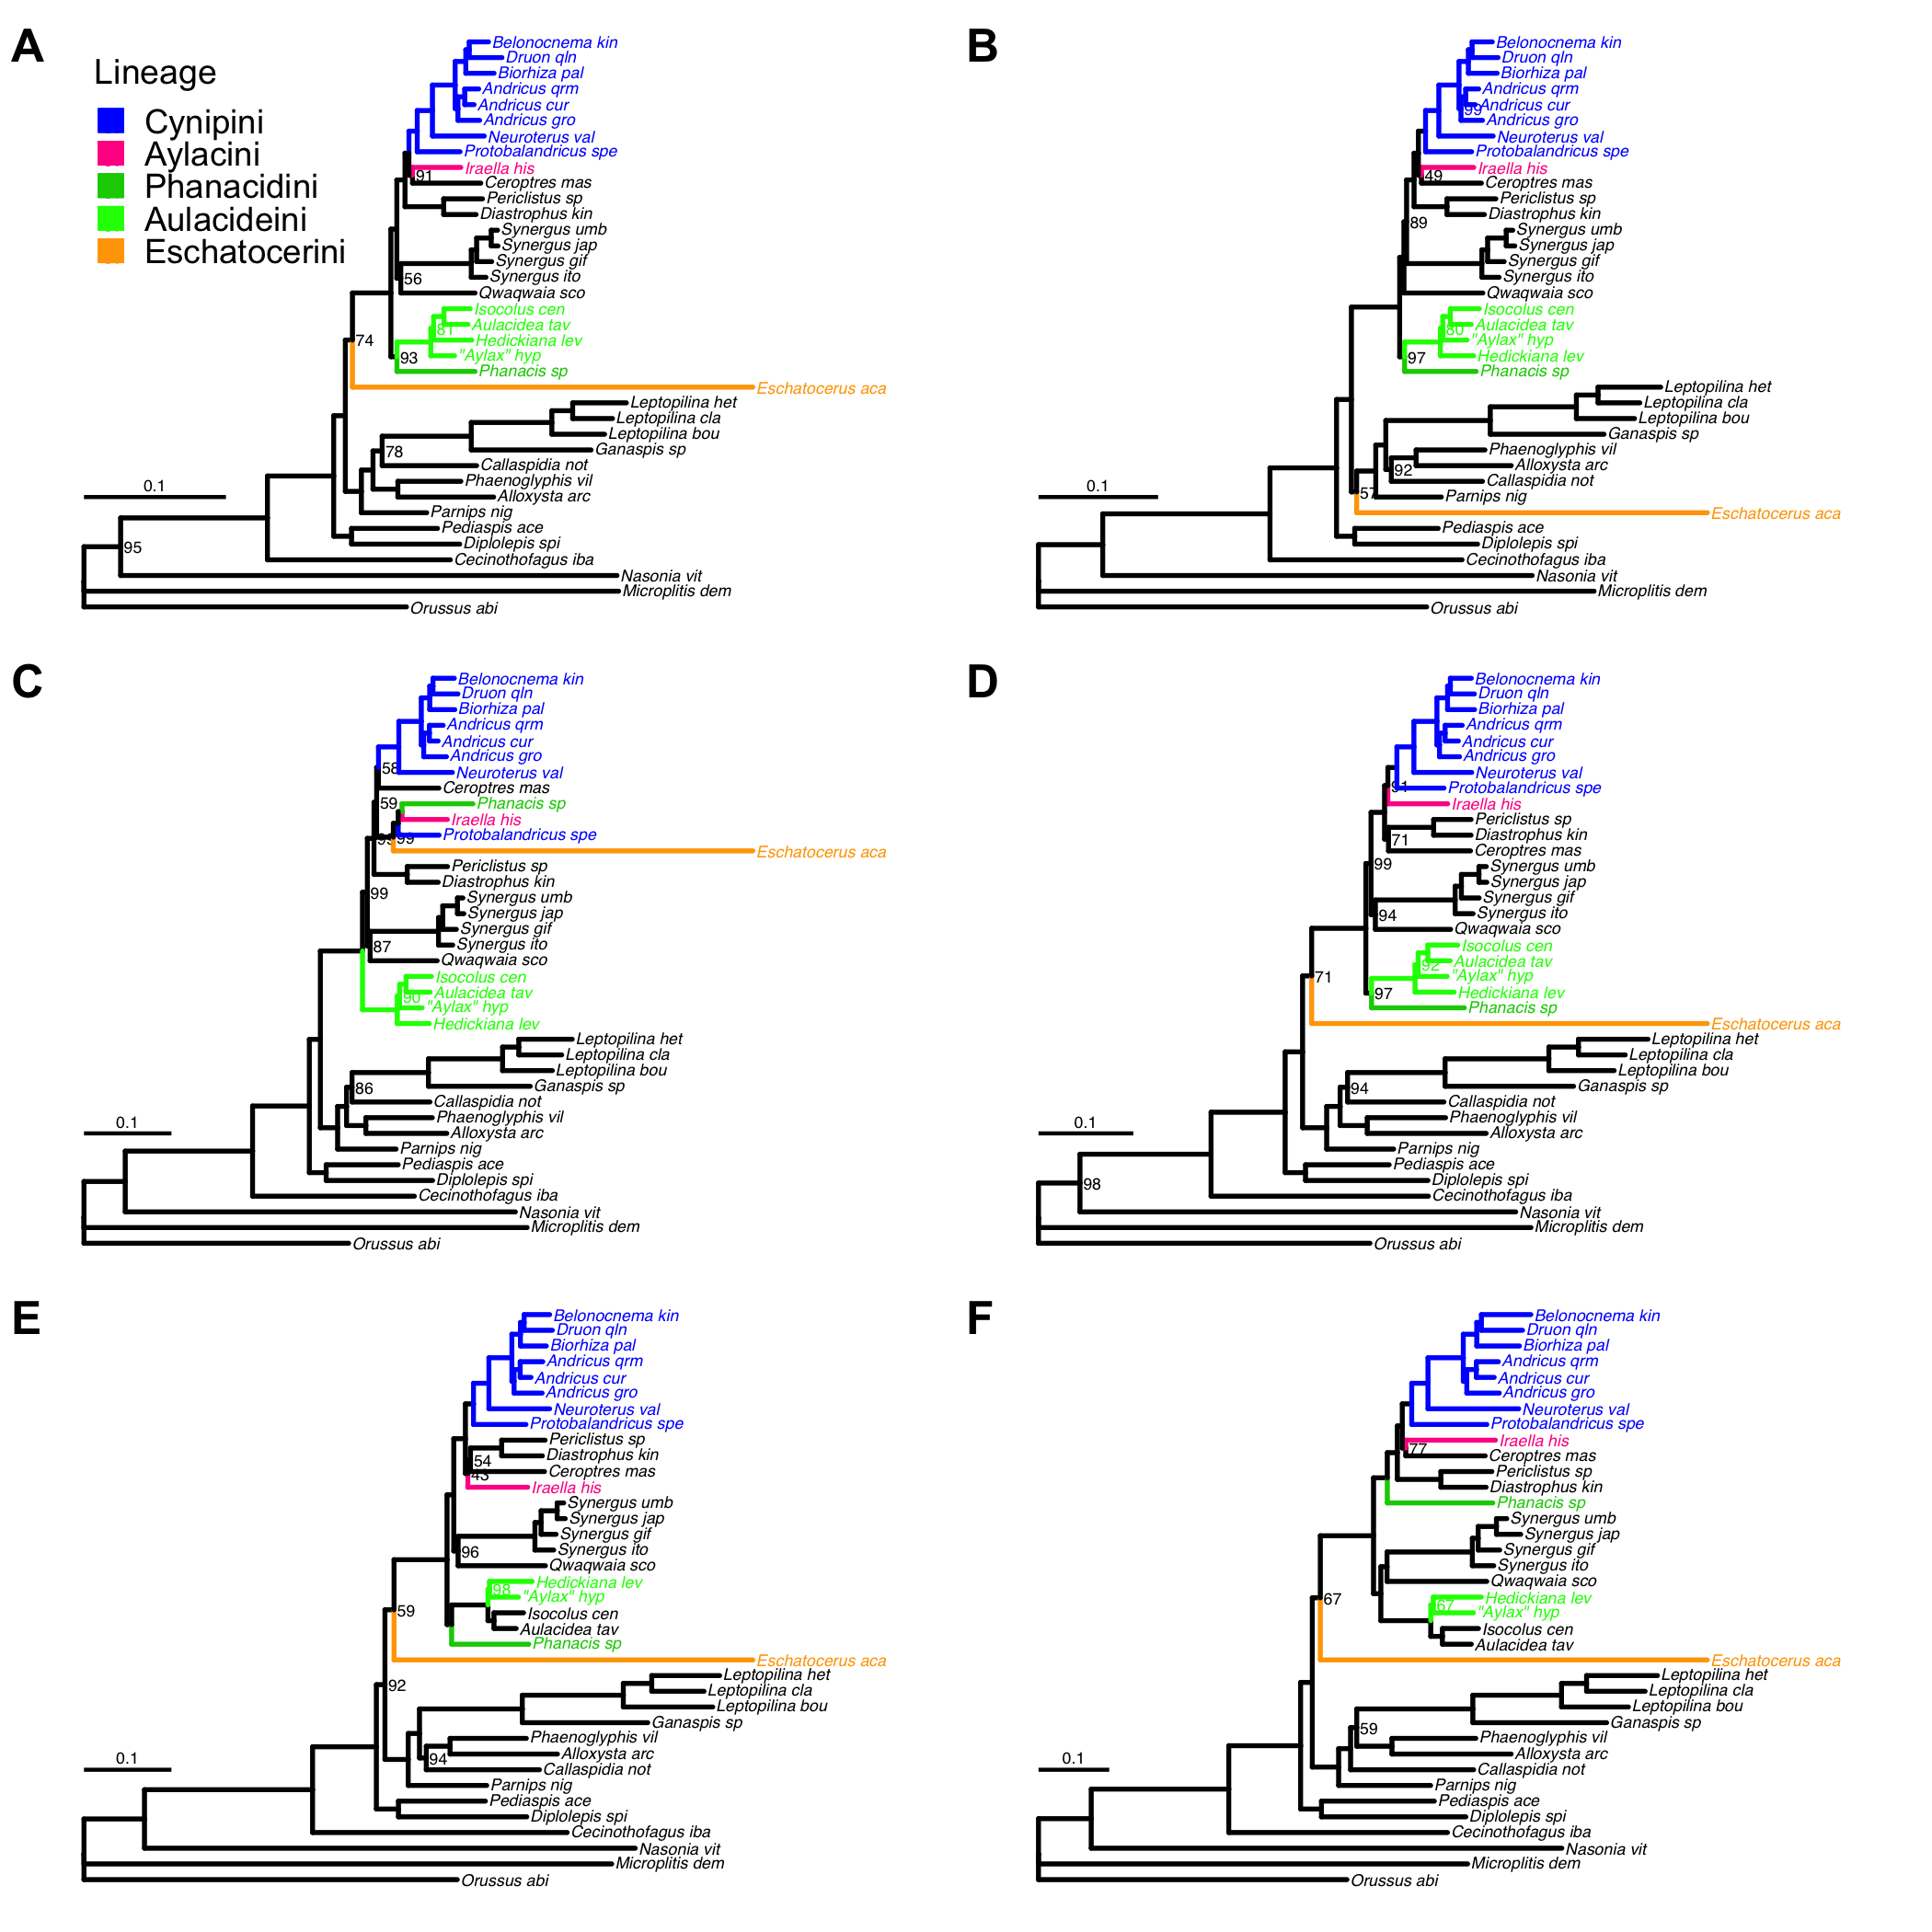 A
Lineage
Cynipini
Aylacini
Phanacidini
Aulacideini
Eschatocerini
Belonocnema kin
Druon qln
Biorhiza pal
Andricus qrm
Andricus cur
Andricus gro
Neuroterus val
Protobalandricus spe
Iraella his
91
Ceroptres mas
Periclistus sp
Diastrophus kin
Synergus umb
Synergus jap
Synergus gif
Synergus ito
56
Qwaqwaia sco
Isocolus cen
Aulacidea tav
81
Hedickiana lev
"Aylax" hyp
93
Phanacis sp
74
Eschatocerus aca
Leptopilina het
Leptopilina cla
Leptopilina bou
Ganaspis sp
78
Callaspidia not
Phaenoglyphis vil
Alloxysta arc
0.1
Parnips nig
Pediaspis ace
Diplolepis spi
95
Cecinothofagus iba
Nasonia vit
Microplitis dem
Orussus abi
B
Belonocnema kin
Druon qln
Biorhiza pal
Andricus qrm
Andricus cur
99
Andricus gro
Neuroterus val
Protobalandricus spe
Iraella his
49
Ceroptres mas
Periclistus sp
Diastrophus kin
89
Synergus umb
Synergus jap
Synergus gif
Synergus ito
Qwaqwaia sco
Isocolus cen
Aulacidea tav
80
"Aylax" hyp
Hedickiana lev
97
Phanacis sp
Leptopilina het
Leptopilina cla
Leptopilina bou
Ganaspis sp
Phaenoglyphis vil
Alloxysta arc
92
Callaspidia not
57
Parnips nig
0.1
Eschatocerus aca
Pediaspis ace
Diplolepis spi
Cecinothofagus iba
Nasonia vit
Microplitis dem
Orussus abi
C
Belonocnema kin
Druon qln
Biorhiza pal
Andricus qrm
Andricus cur
Andricus gro
58
Neuroterus val
Ceroptres mas
59
Phanacis sp
Iraella his
Protobalandricus spe
99
99
Eschatocerus aca
Periclistus sp
Diastrophus kin
99
Synergus umb
Synergus jap
Synergus gif
Synergus ito
87
Qwaqwaia sco
Isocolus cen
Aulacidea tav
90
"Aylax" hyp
Hedickiana lev
Leptopilina het
Leptopilina cla
Leptopilina bou
Ganaspis sp
86
Callaspidia not
Phaenoglyphis vil
Alloxysta arc
0.1
Parnips nig
Pediaspis ace
Diplolepis spi
Cecinothofagus iba
Nasonia vit
Microplitis dem
Orussus abi
D
Belonocnema kin
Druon qln
Biorhiza pal
Andricus qrm
Andricus cur
Andricus gro
Neuroterus val
91
Protobalandricus spe
Iraella his
Periclistus sp
Diastrophus kin
71
Ceroptres mas
99
Synergus umb
Synergus jap
Synergus gif
Synergus ito
94
Qwaqwaia sco
Isocolus cen
Aulacidea tav
92
"Aylax" hyp
Hedickiana lev
97
Phanacis sp
71
Eschatocerus aca
Leptopilina het
Leptopilina cla
Leptopilina bou
Ganaspis sp
94
Callaspidia not
Phaenoglyphis vil
Alloxysta arc
0.1
Parnips nig
Pediaspis ace
Diplolepis spi
98
Cecinothofagus iba
Nasonia vit
Microplitis dem
Orussus abi
E
Belonocnema kin
Druon qln
Biorhiza pal
Andricus qrm
Andricus cur
Andricus gro
Neuroterus val
Protobalandricus spe
Periclistus sp
Diastrophus kin
54
Ceroptres mas
43
Iraella his
Synergus umb
Synergus jap
Synergus gif
Synergus ito
96
Qwaqwaia sco
Hedickiana lev
98
"Aylax" hyp
Isocolus cen
Aulacidea tav
Phanacis sp
59
Eschatocerus aca
92
Leptopilina het
Leptopilina cla
Leptopilina bou
Ganaspis sp
Phaenoglyphis vil
Alloxysta arc
94
Callaspidia not
0.1
Parnips nig
Pediaspis ace
Diplolepis spi
Cecinothofagus iba
Nasonia vit
Microplitis dem
Orussus abi
F
Belonocnema kin
Druon qln
Biorhiza pal
Andricus qrm
Andricus cur
Andricus gro
Neuroterus val
Protobalandricus spe
Iraella his
77
Ceroptres mas
Periclistus sp
Diastrophus kin
Phanacis sp
Synergus umb
Synergus jap
Synergus gif
Synergus ito
Qwaqwaia sco
Hedickiana lev
67
"Aylax" hyp
Isocolus cen
Aulacidea tav
67
Eschatocerus aca
Leptopilina het
Leptopilina cla
Leptopilina bou
Ganaspis sp
59
Phaenoglyphis vil
Alloxysta arc
Callaspidia not
0.1
Parnips nig
Pediaspis ace
Diplolepis spi
Cecinothofagus iba
Nasonia vit
Microplitis dem
Orussus abi